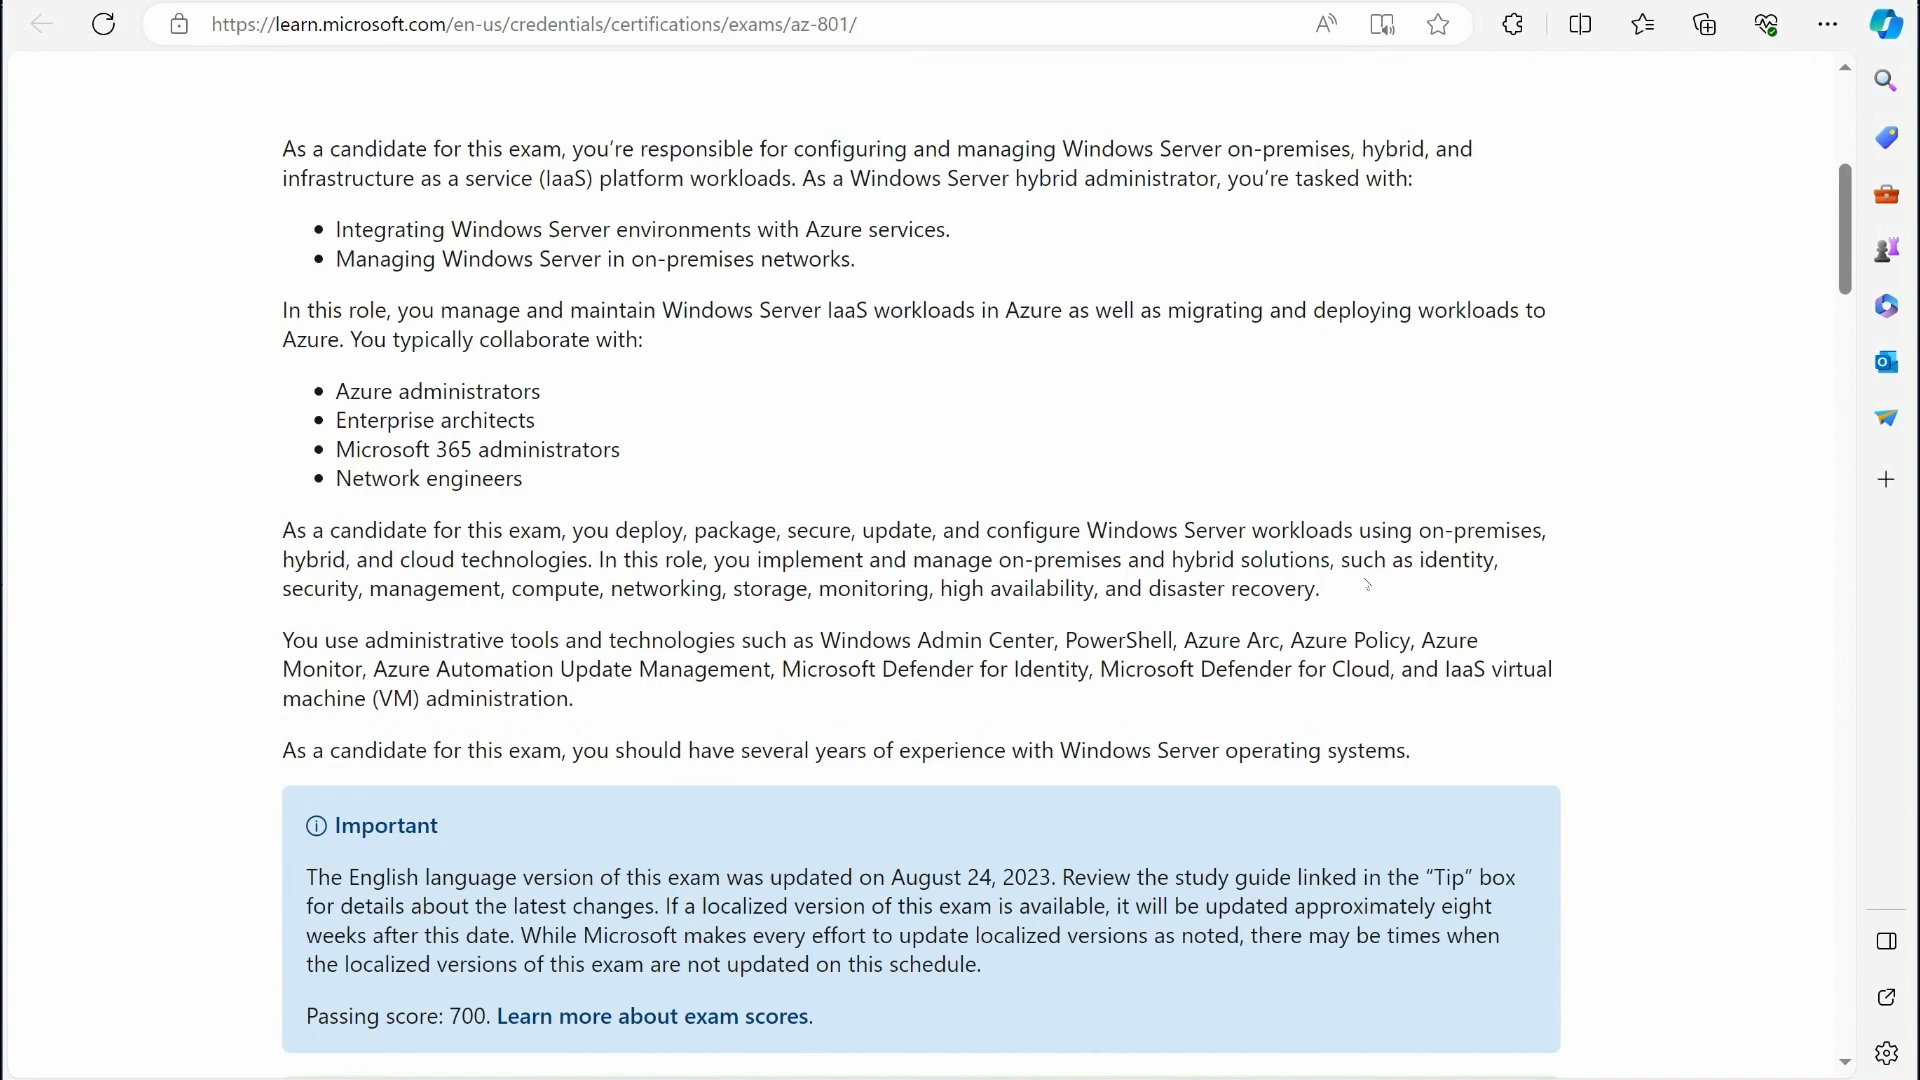 https://learn.microsoft.com/en-us/credentials/certifications/exams/az-801/
As a candidate for this exam, you’re responsible for configuring and managing Windows Server on-premises, hybrid, and
infrastructure as a service (IaaS) platform workloads. As a Windows Server hybrid administrator, you’re tasked with:
• Integrating Windows Server environments with Azure services.
• Managing Windows Server in on-premises networks.
In this role, you manage and maintain Windows Server IaaS workloads in Azure as well as migrating and deploying workloads to
Azure. You typically collaborate with:
• Azure administrators
• Enterprise architects
• Microsoft 365 administrators
• Network engineers
As a candidate for this exam, you deploy, package, secure, update, and configure Windows Server workloads using on-premises,
hybrid, and cloud technologies. In this role, you implement and manage on-premises and hybrid solutions, such as identity,
security, management, compute, networking, storage, monitoring, high availability, and disaster recovery.
You use administrative tools and technologies such as Windows Admin Center, PowerShell, Azure Arc, Azure Policy, Azure
Monitor, Azure Automation Update Management, Microsoft Defender for Identity, Microsoft Defender for Cloud, and IaaS virtual
machine (VM) administration.
As a candidate for this exam, you should have several years of experience with Windows Server operating systems.
Important
The English language version of this exam was updated on August 24, 2023. Review the study guide linked in the “Tip” box
for details about the latest changes. If a localized version of this exam is available, it will be updated approximately eight
weeks after this date. While Microsoft makes every effort to update localized versions as noted, there may be times when
the localized versions of this exam are not updated on this schedule.
Passing score: 700. Learn more about exam scores.